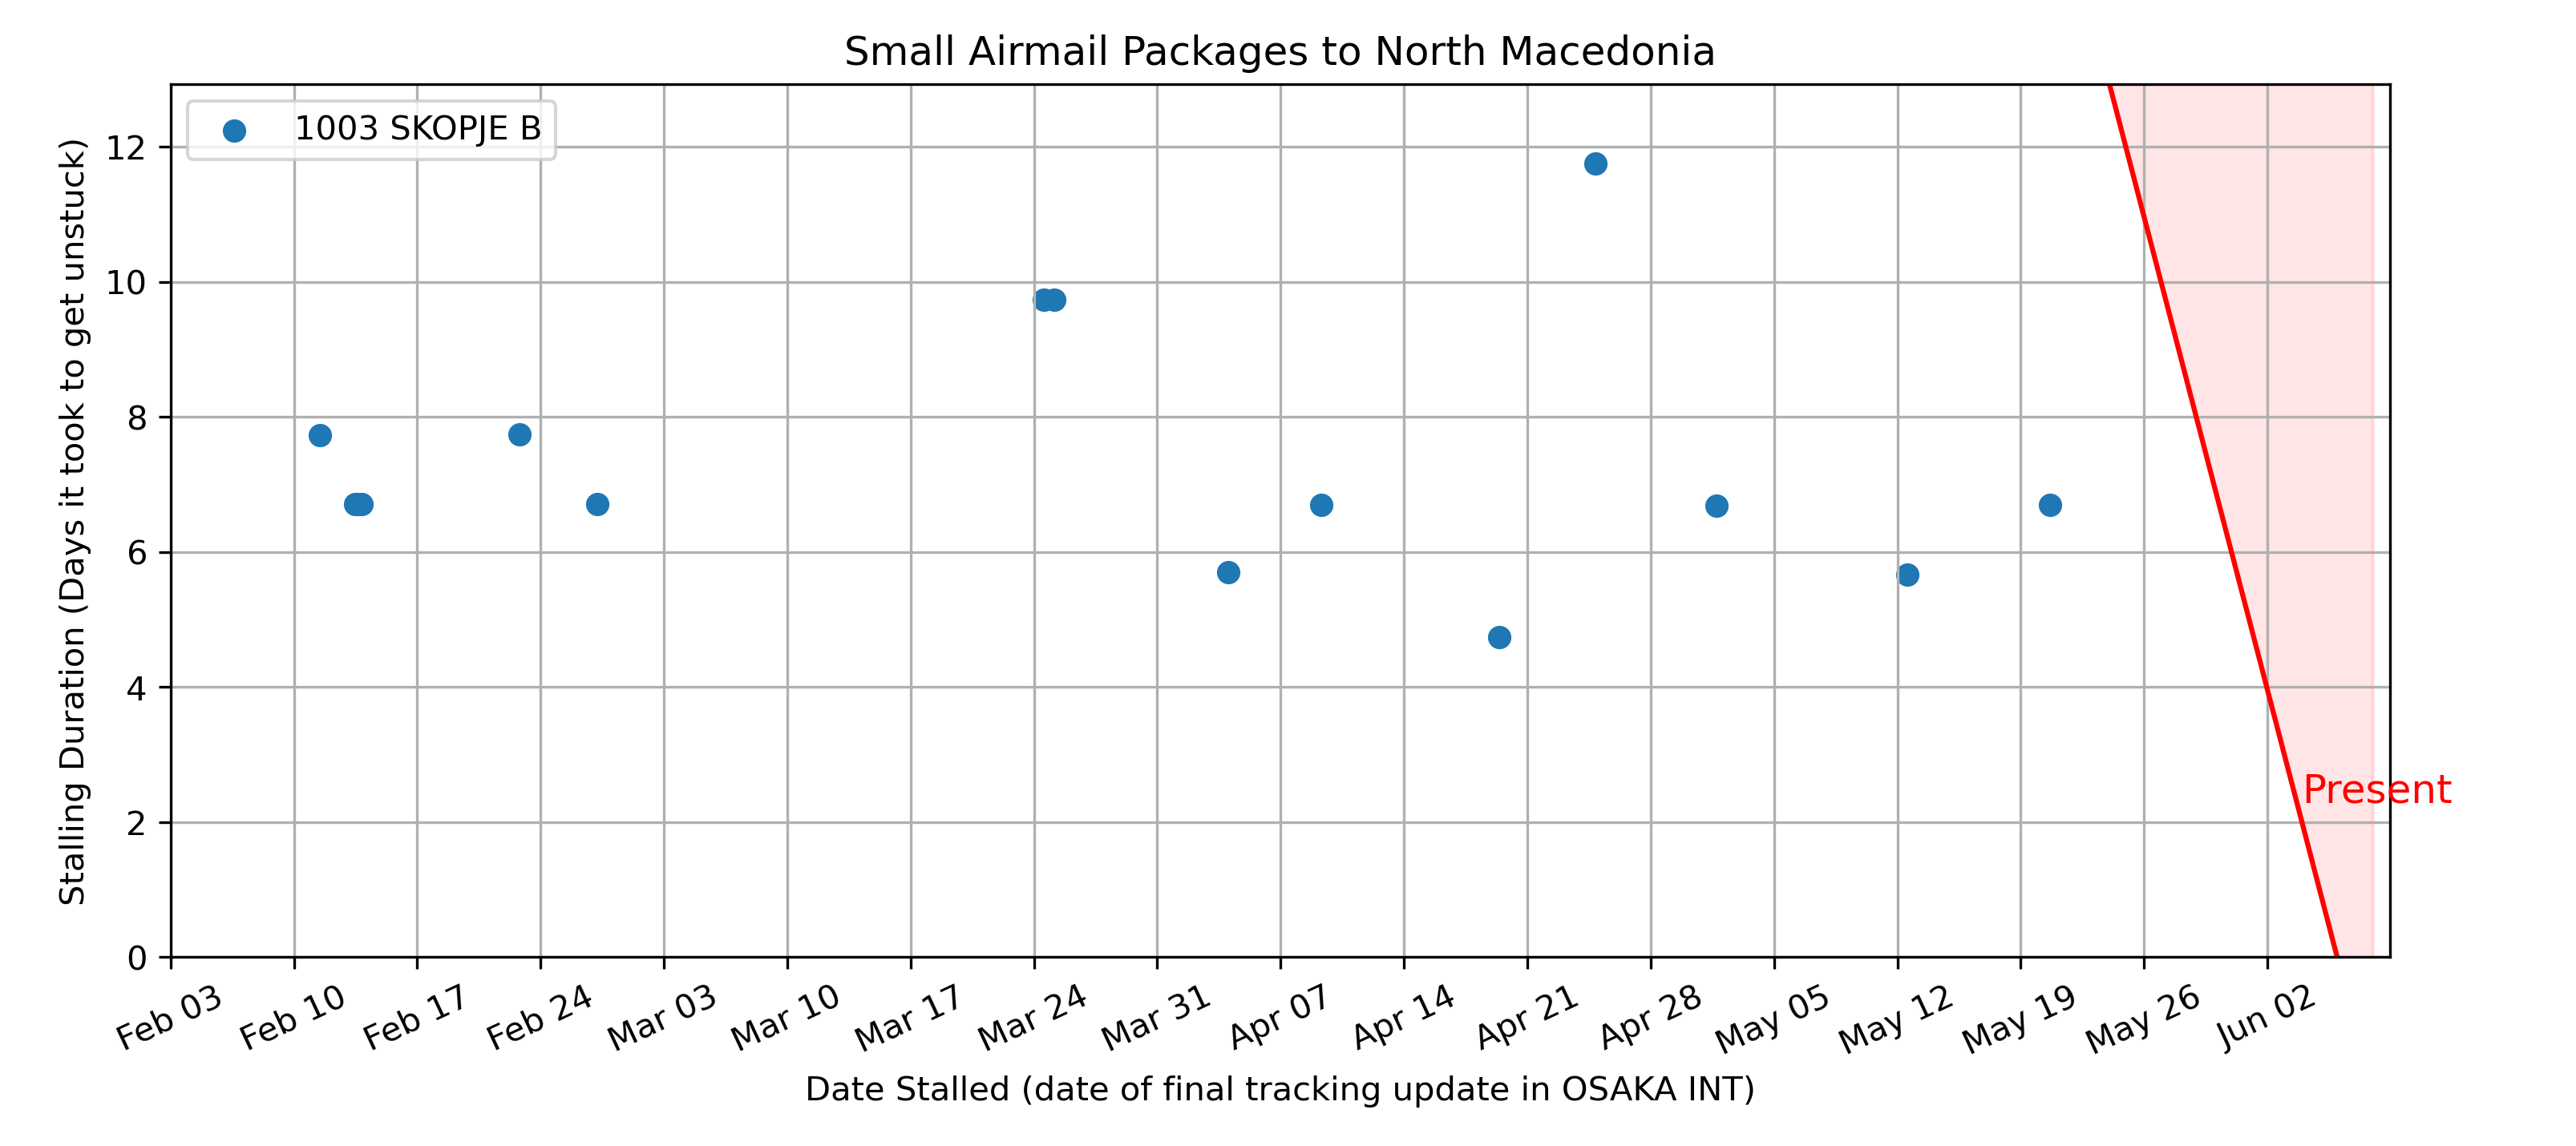 Small Airmail Packages to North Macedonia
1003 SKOPJE B
Stalling Duration (Days it took to get unstuck)
12
10
8
6
4
2
0
Present
Feb 03 Feb 10 Feb 17 Feb 24 Mar 03 Mar 10 Mar 17 Mar 24 Mar 31 Apr 07 Apr 14 Apr 21 Apr 28 May 05 May 12 May 19 May 26 Jun 02
Date Stalled (date of final tracking update in OSAKA INT)